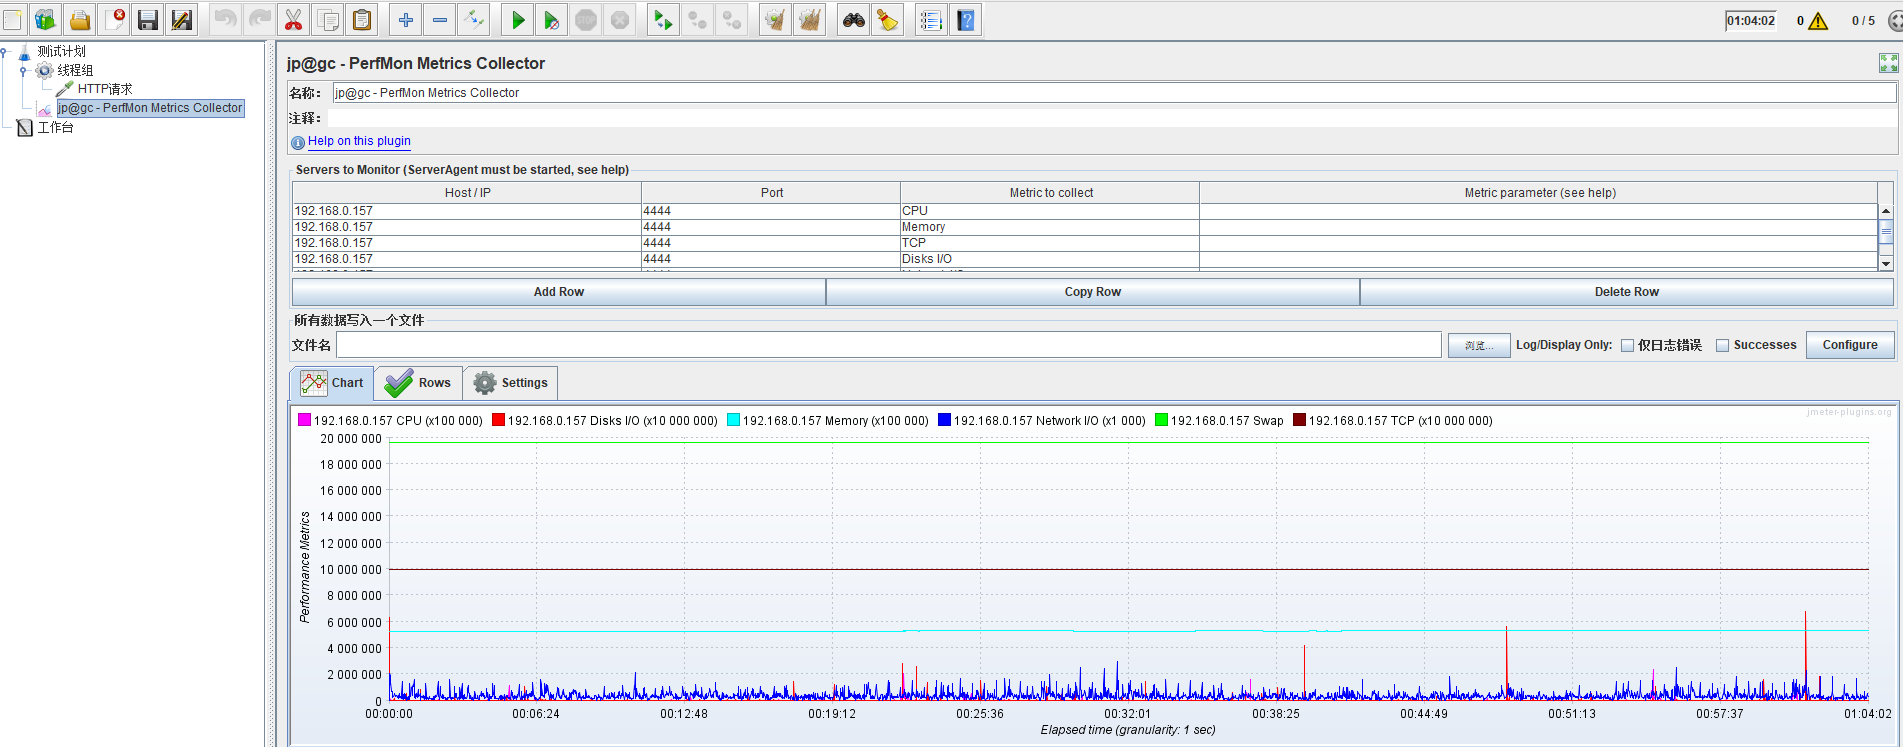 01:04:02 0 0 / 5
测试计划
线程组
HTTP请求
jp@gc - PerfMon Metrics Collector
工作台
jp@gc - PerfMon Metrics Collector
名称： jp@gc - PerfMon Metrics Collector
注释：
Help on this plugin
Servers to Monitor (ServerAgent must be started, see help)
Host / IP Port Metric to collect Metric parameter (see help)
192.168.0.157 4444 CPU
192.168.0.157 4444 Memory
192.168.0.157 4444 TCP
192.168.0.157 4444 Disks I/O
Add Row Copy Row Delete Row
所有数据写入一个文件
文件名 浏览... Log/Display Only: 仅日志错误 Successes Configure
Chart Rows Settings
jmeter-plugins.org
192.168.0.157 CPU (x100 000) 192.168.0.157 Disks I/O (x10 000 000) 192.168.0.157 Memory (x100 000) 192.168.0.157 Network I/O (x1 000) 192.168.0.157 Swap 192.168.0.157 TCP (x10 000 000)
20 000 000
18 000 000
16 000 000
14 000 000
12 000 000
10 000 000
8 000 000
6 000 000
4 000 000
2 000 000
0
Performance Metrics
00:00:00 00:06:24 00:12:48 00:19:12 00:25:36 00:32:01 00:38:25 00:44:49 00:51:13 00:57:37 01:04:02
Elapsed time (granularity: 1 sec)